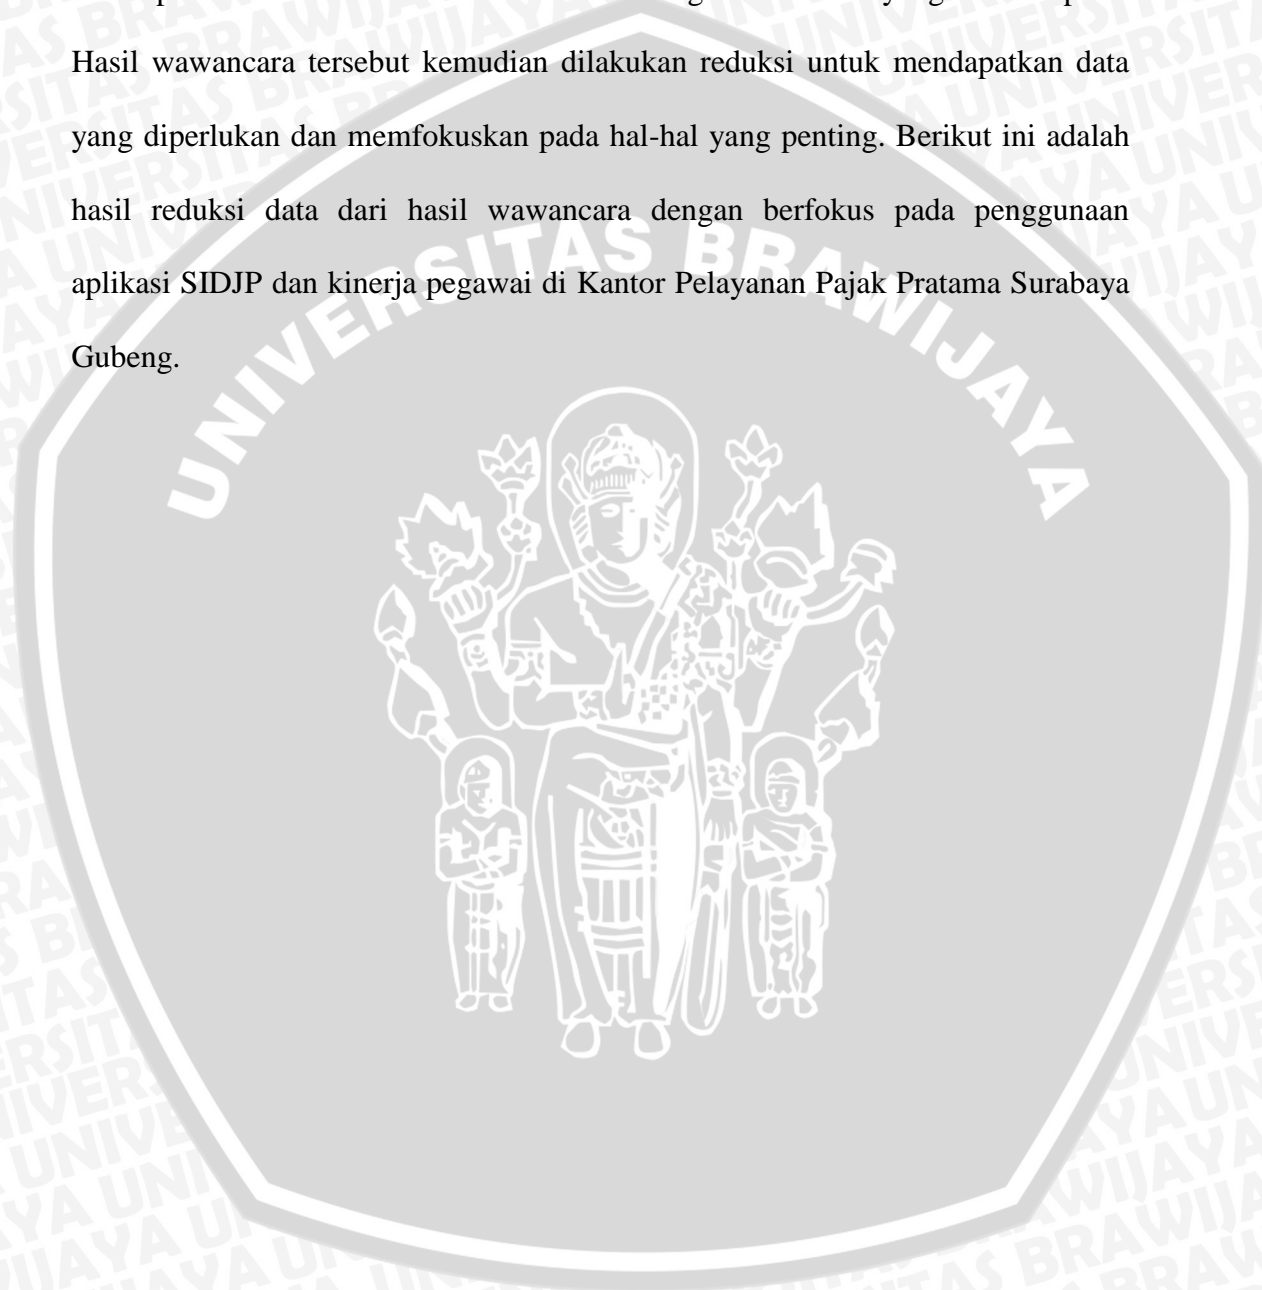 Hasil wawancara tersebut kemudian dilakukan reduksi untuk mendapatkan data
yang diperlukan dan memfokuskan pada hal-hal yang penting. Berikut ini adalah
hasil reduksi data dari hasil wawancara dengan berfokus pada penggunaan
aplikasi SIDJP dan kinerja pegawai di Kantor Pelayanan Pajak Pratama Surabaya
Gubeng.
UNIVERSITAS BRAWIJAYA